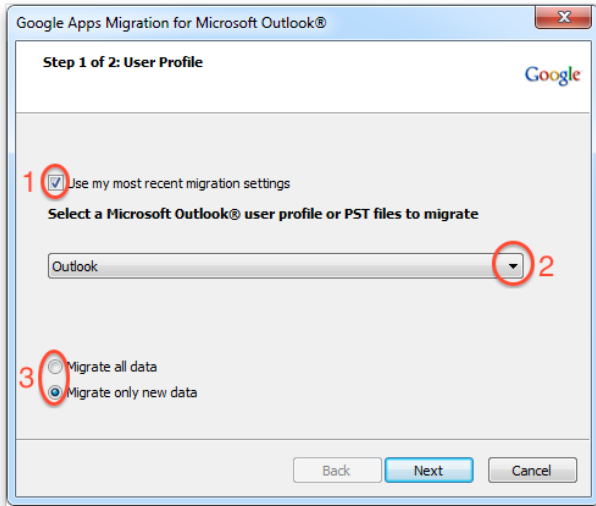 Google Apps Migration for Microsoft Outlook®
x
Step 1 of 2: User Profile
Google
1
Use my most recent migration settings
Select a Microsoft Outlook® user profile or PST files to migrate
Outlook
2
3
Migrate all data
Migrate only new data
Back Next Cancel